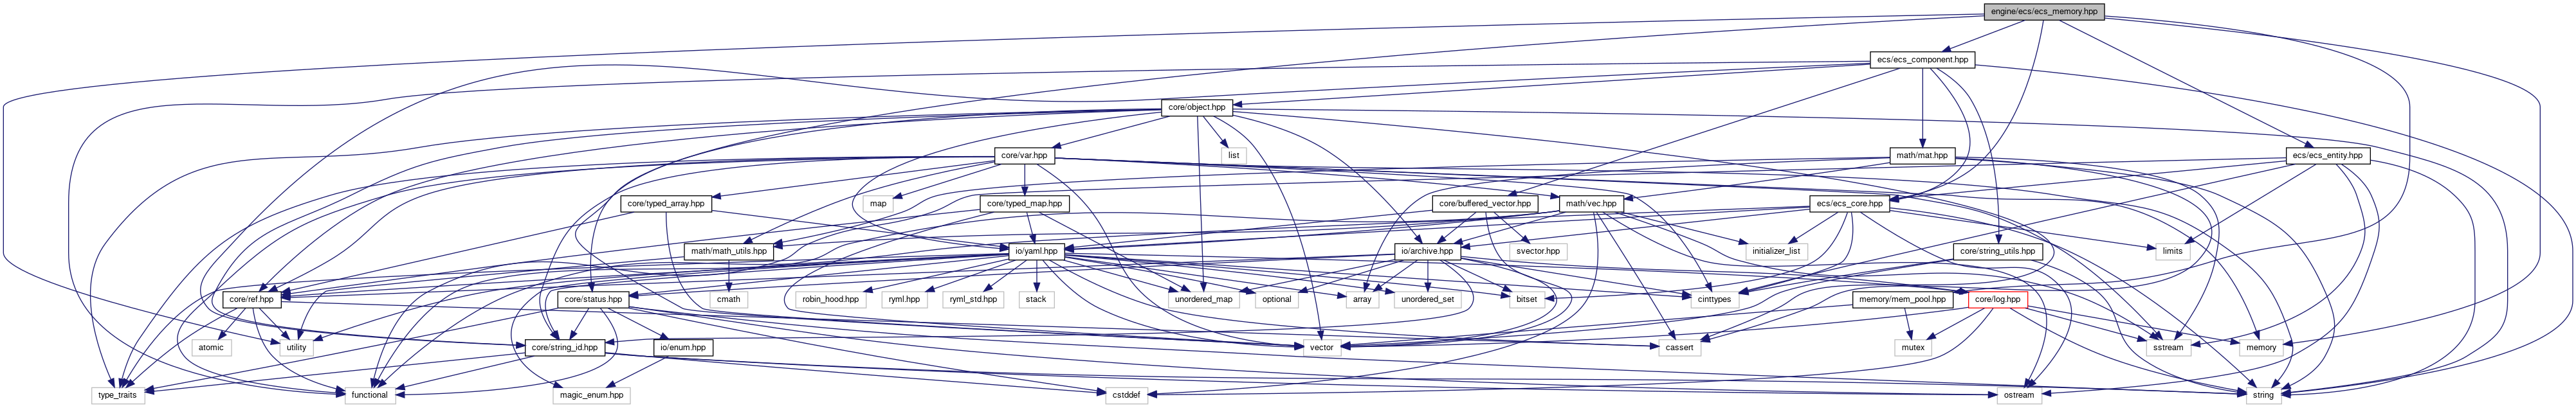 engine/ecs/ecs_memory.hpp
ecs/ecs_component.hpp
core/object.hpp
core/var.hpp
list
math/mat.hpp
ecs/ecs_entity.hpp
core/typed_array.hpp
map
core/typed_map.hpp
core/buffered_vector.hpp
math/vec.hpp
ecs/ecs_core.hpp
math/math_utils.hpp
io/yaml.hpp
io/archive.hpp
svector.hpp
initializer_list
core/string_utils.hpp
limits
core/ref.hpp
core/status.hpp
cmath
robin_hood.hpp
ryml.hpp
ryml_std.hpp
stack
unordered_map
optional
array
unordered_set
bitset
cinttypes
memory/mem_pool.hpp
core/log.hpp
atomic
utility
core/string_id.hpp
io/enum.hpp
vector
cassert
mutex
sstream
memory
type_traits
functional
magic_enum.hpp
cstddef
ostream
string